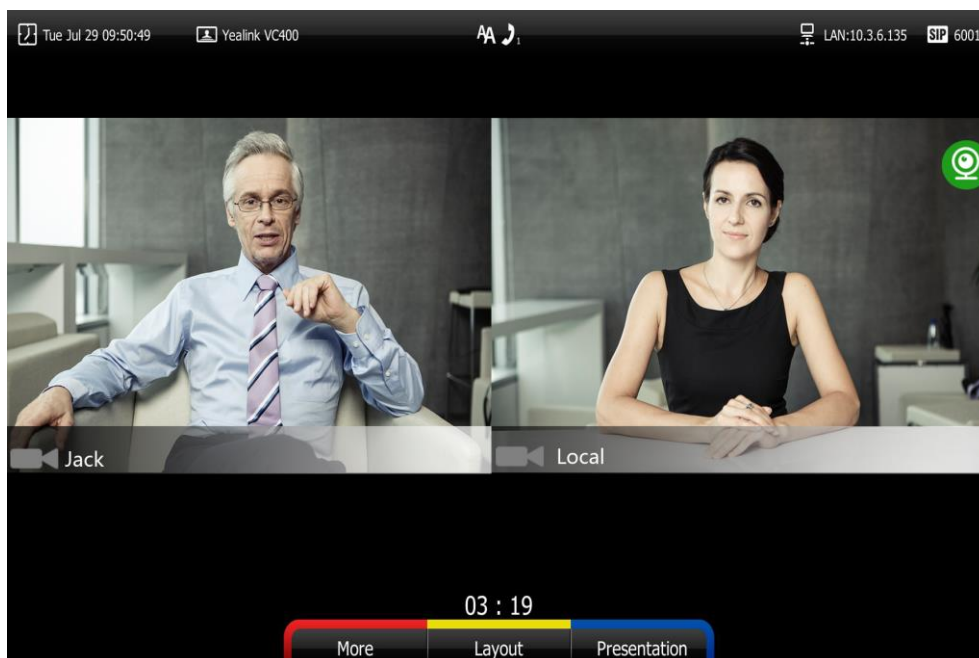 Tue Jul 29 09:50:49 Yealink VC400 AA 1 LAN:10.3.6.135 SIP 6001
Jack Local
03 : 19
More Layout Presentation